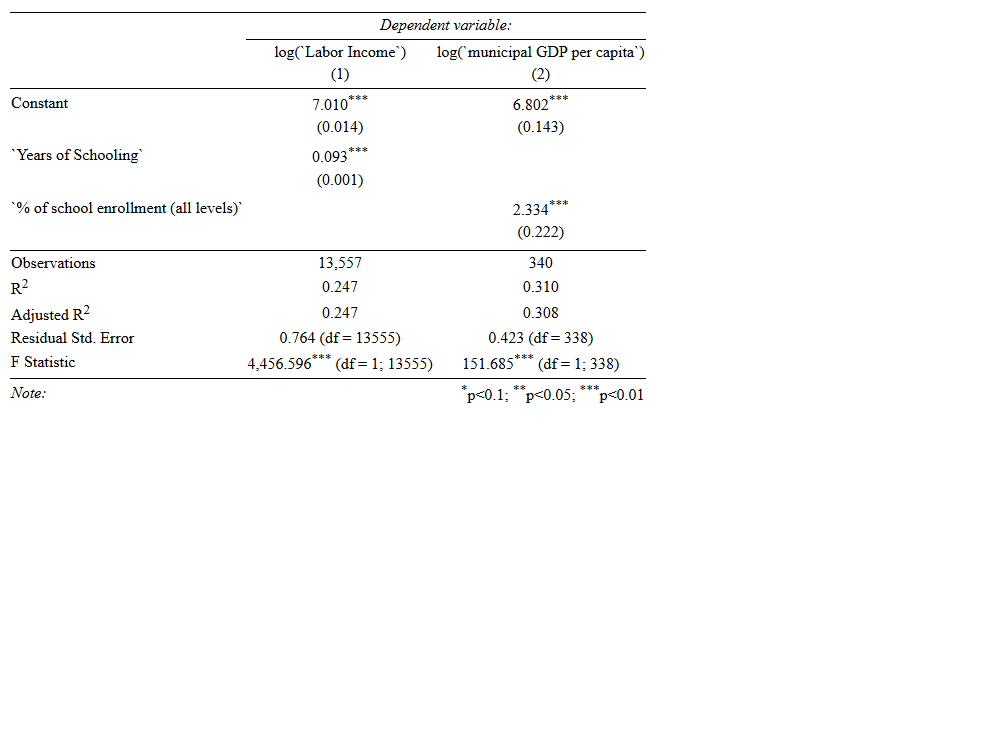 Dependent variable:
log(`Labor Income`) log(`municipal GDP per capita`)
(1) (2)
Constant 7.010*** 6.802***
(0.014) (0.143)
`Years of Schooling` 0.093***
(0.001)
`% of school enrollment (all levels)` 2.334***
(0.222)
Observations 13,557 340
R2 0.247 0.310
Adjusted R2 0.247 0.308
Residual Std. Error 0.764 (df = 13555) 0.423 (df = 338)
F Statistic 4,456.596*** (df = 1; 13555) 151.685*** (df = 1; 338)
Note: *p<0.1; **p<0.05; ***p<0.01